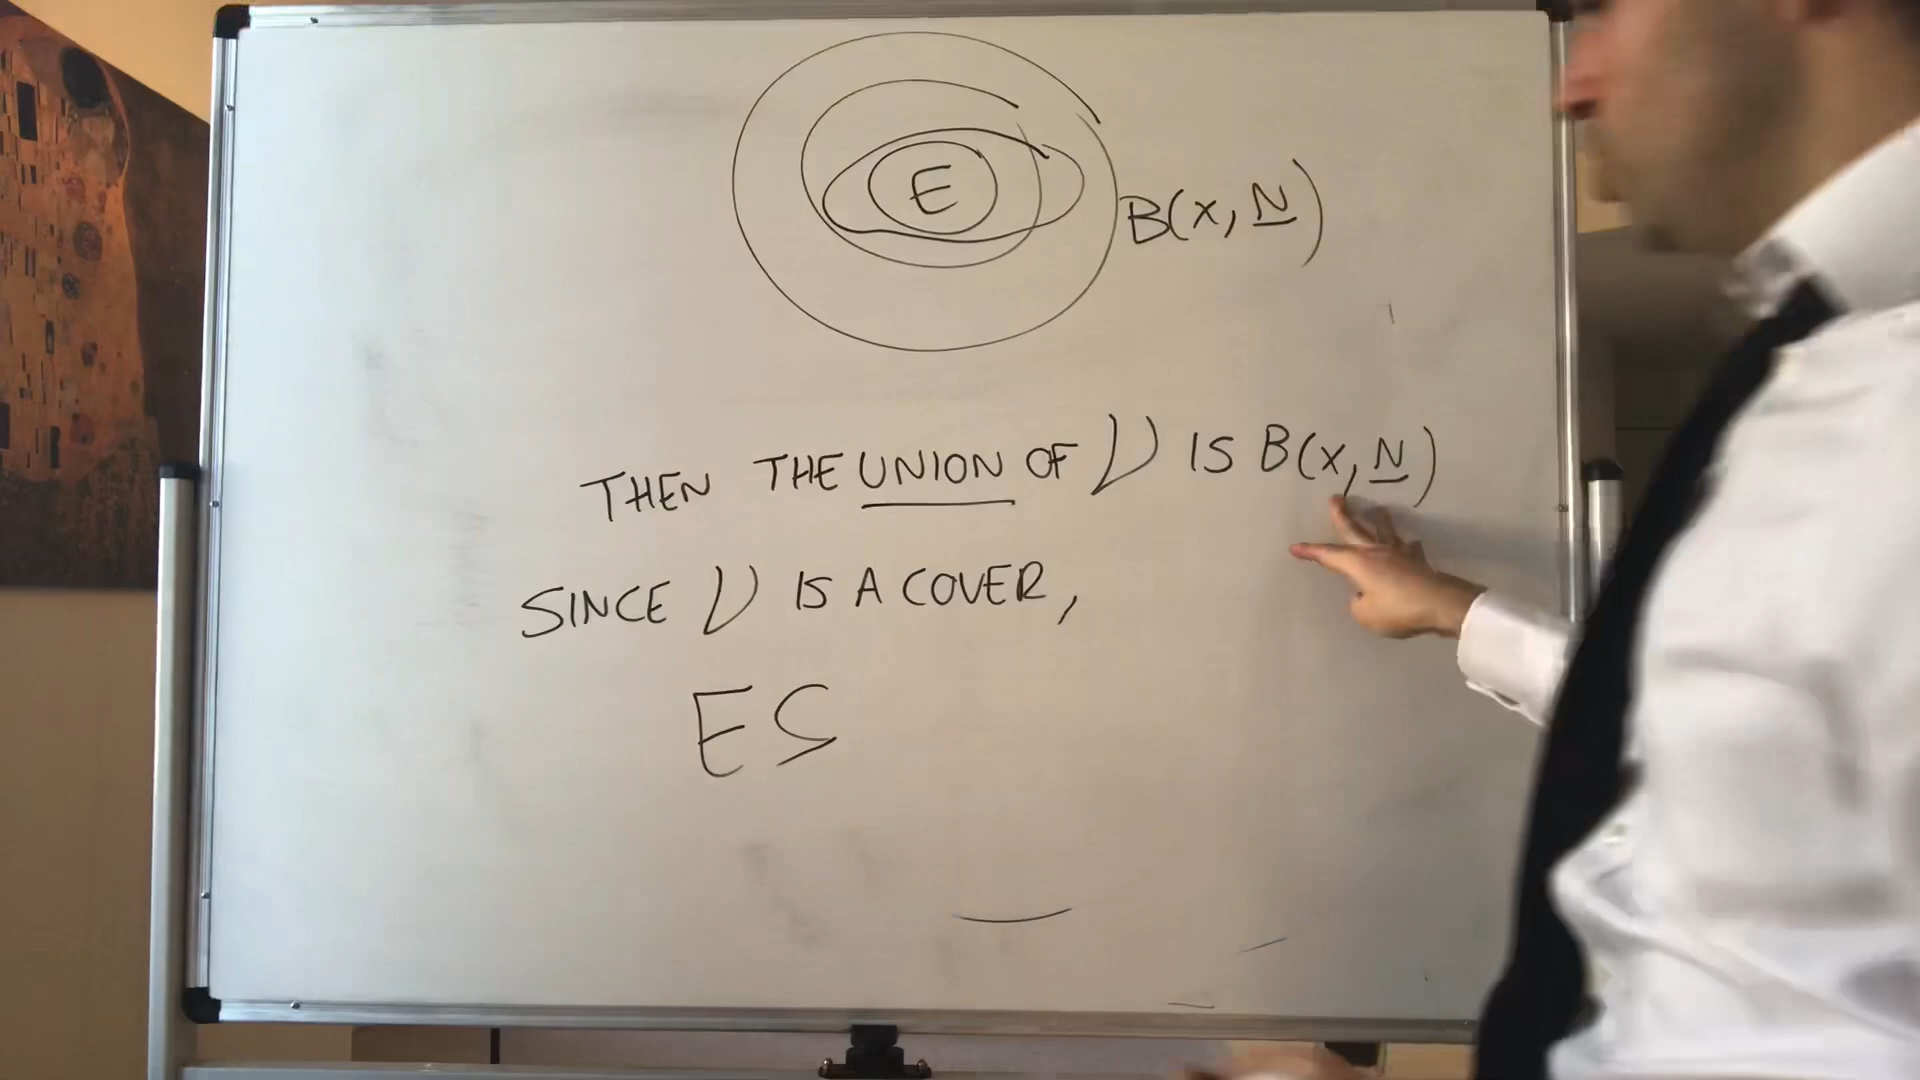 E
B(x, N)
THEN THE UNION OF V IS B(x, N)
SINCE V IS A COVER,
E ⊆